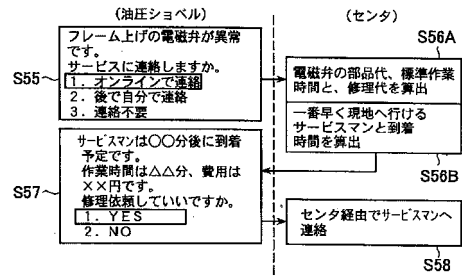 (油圧ショベル)
(センタ)
フレーム上げの電磁弁が異常
です。
サービスに連絡しますか。
1. オンラインで連絡
2. 後で自分で連絡
3. 連絡不要
S55
S56A
電磁弁の部品代、標準作業
時間と、修理代を算出
一番早く現地へ行ける
サービスマンと到着
時間を算出
S56B
サービスマンは〇〇分後に到着
予定です。
作業時間は△△分、費用は
××円です。
修理依頼していいですか。
1. YES
2. NO
S57
センタ経由でサービスマンへ
連絡
S58